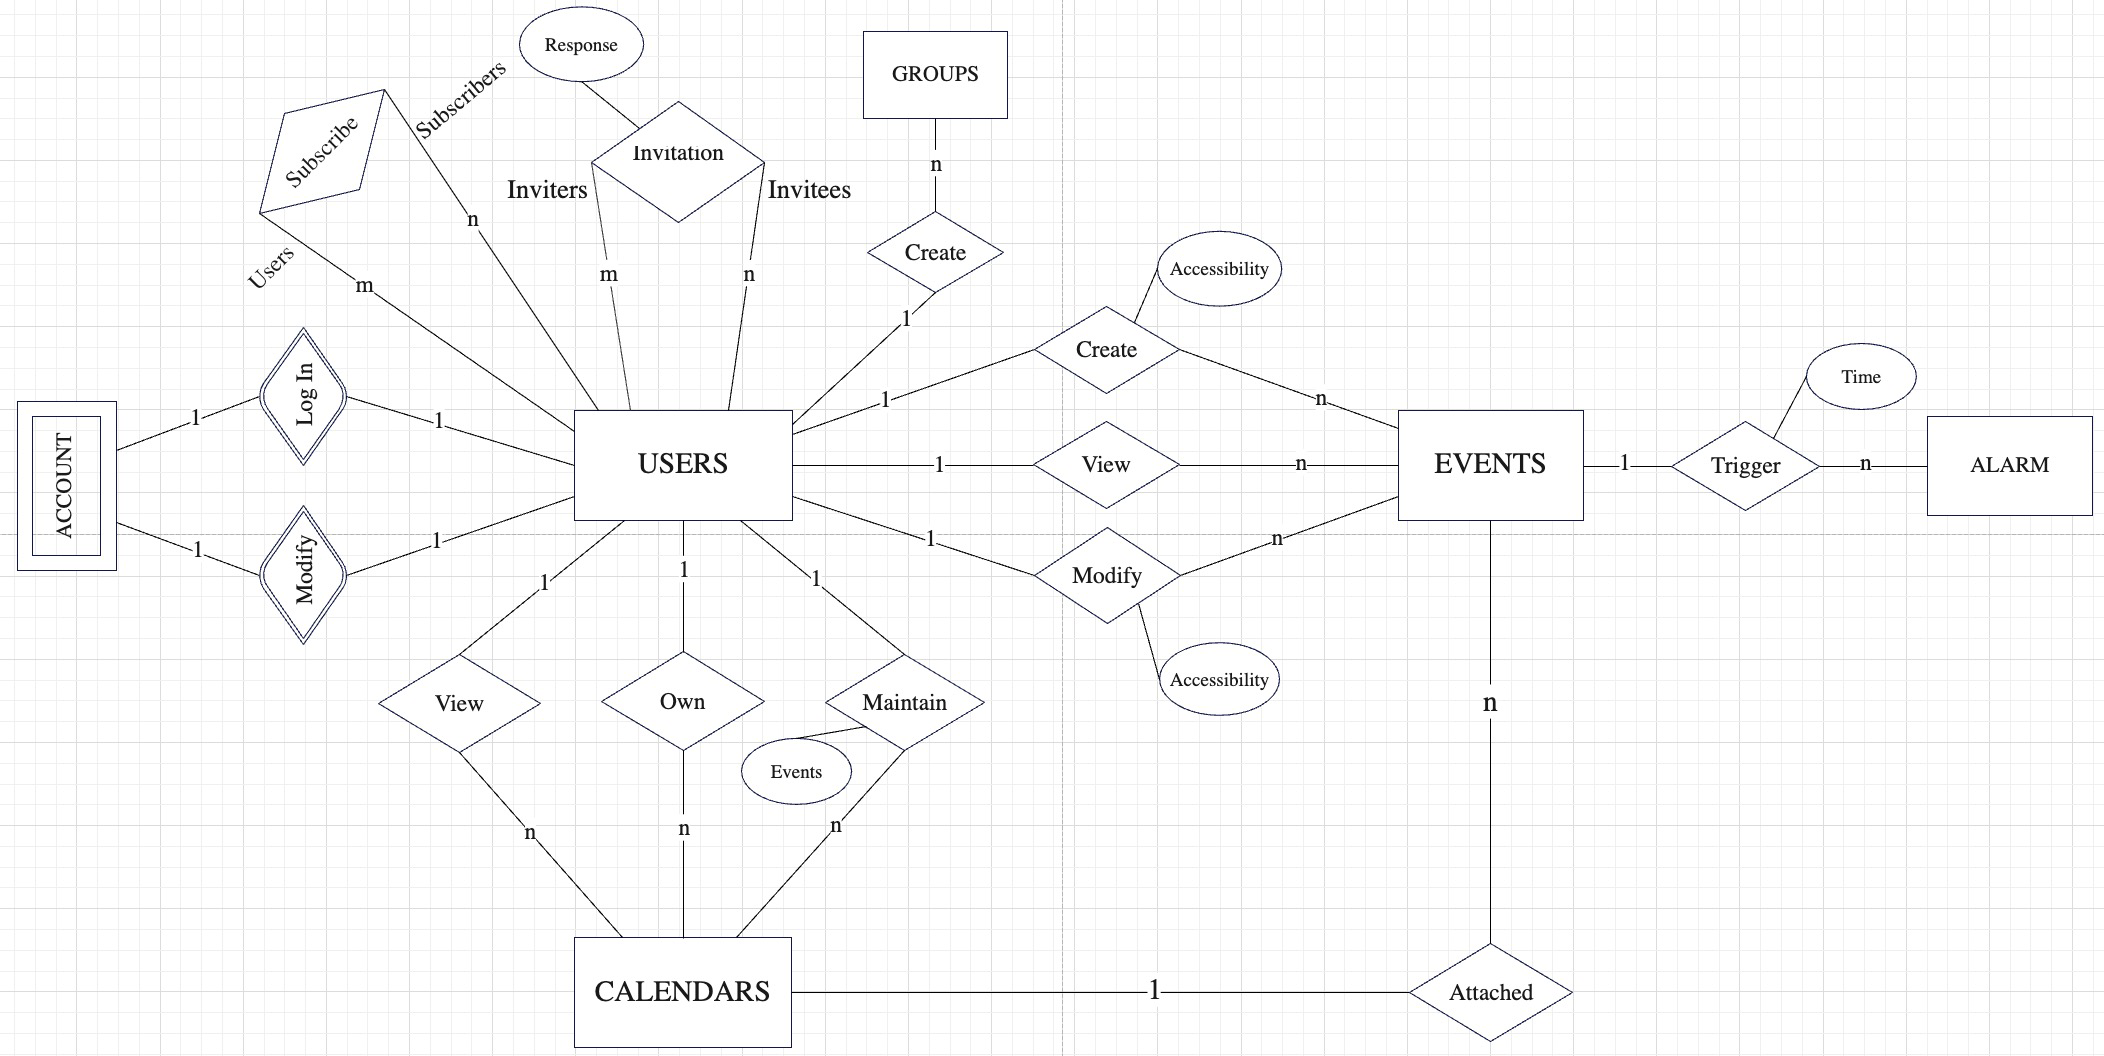 Response
GROUPS
Subscribers
Subscribe
Invitation
Inviters
Invitees
n
n
Create
Users
m
m
n
Accessibility
1
Create
Log In
1
1
1
n
Time
ACCOUNT
USERS
1
View
n
EVENTS
1
Trigger
n
ALARM
1
1
1
n
Modify
Modify
1
1
1
Accessibility
View
Own
Maintain
n
Events
n
n
n
CALENDARS
1
Attached